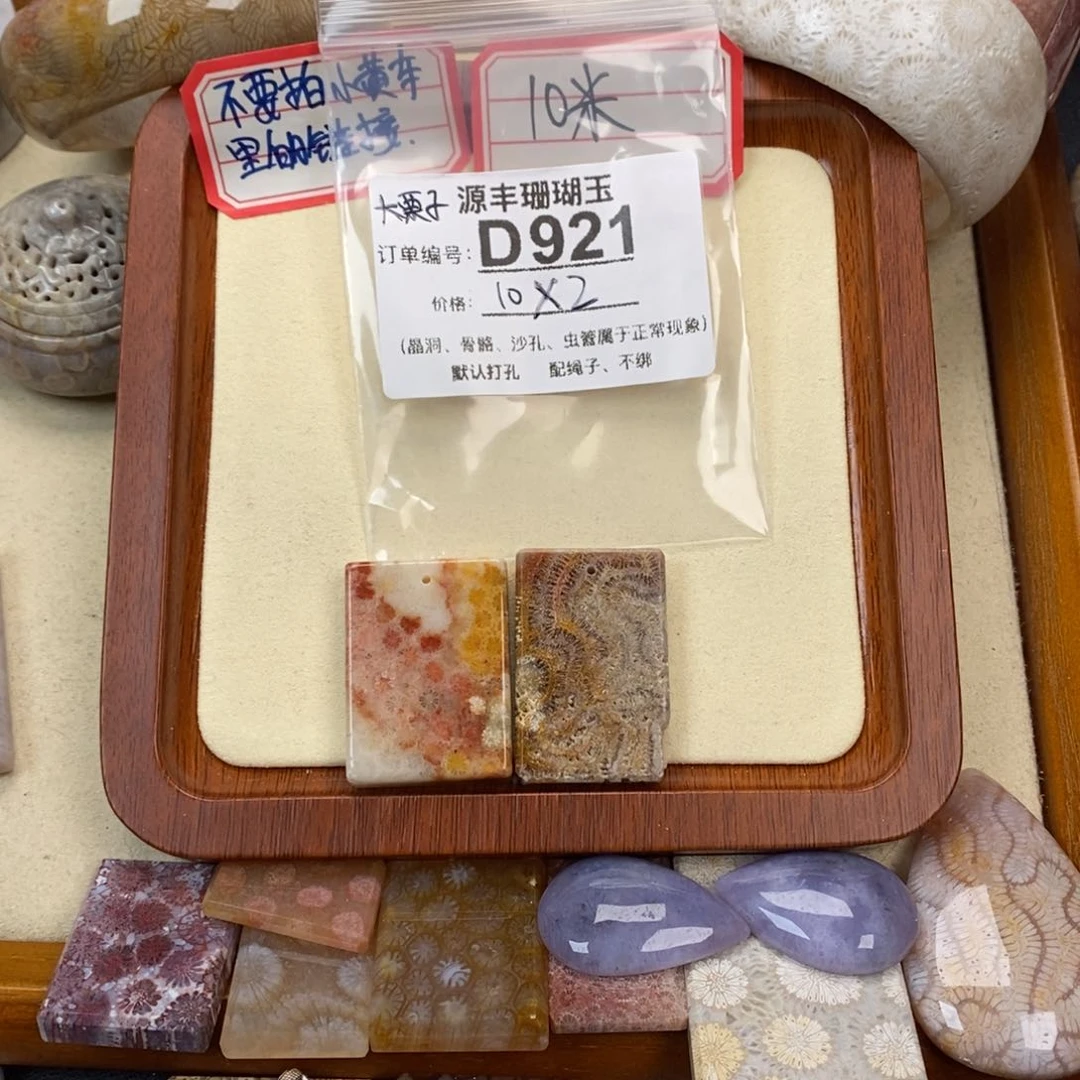 不要拍小黄车
里的链接.
10米
大栗子 源丰珊瑚玉
订单编号: D921
价格: 10X2
(晶洞、骨骼、沙孔、虫籫属于正常现象)
默认打孔 配绳子、不绑